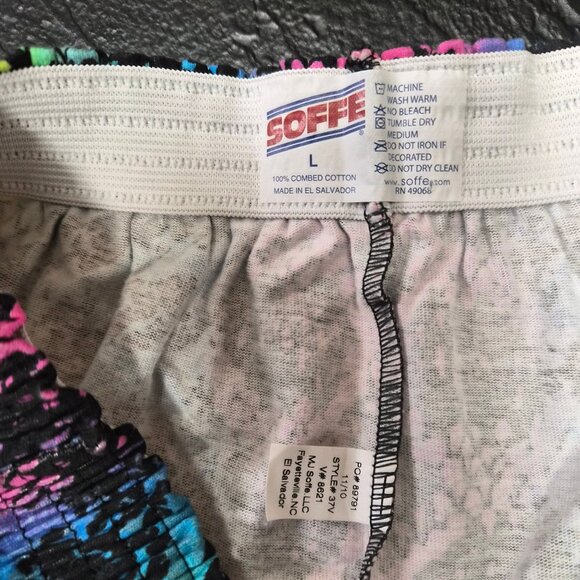 SOFFE
L
100% COMBED COTTON
MADE IN EL SALVADOR
MACHINE
WASH WARM
NO BLEACH
TUMBLE DRY
MEDIUM
DO NOT IRON IF
DECORATED
DO NOT DRY CLEAN
www.soffe.com
RN 49068
PO# 89791
11/10
STYLE# 37V
V# 8621
MJ Soffe LLC
Fayetteville, NC
El Salvador